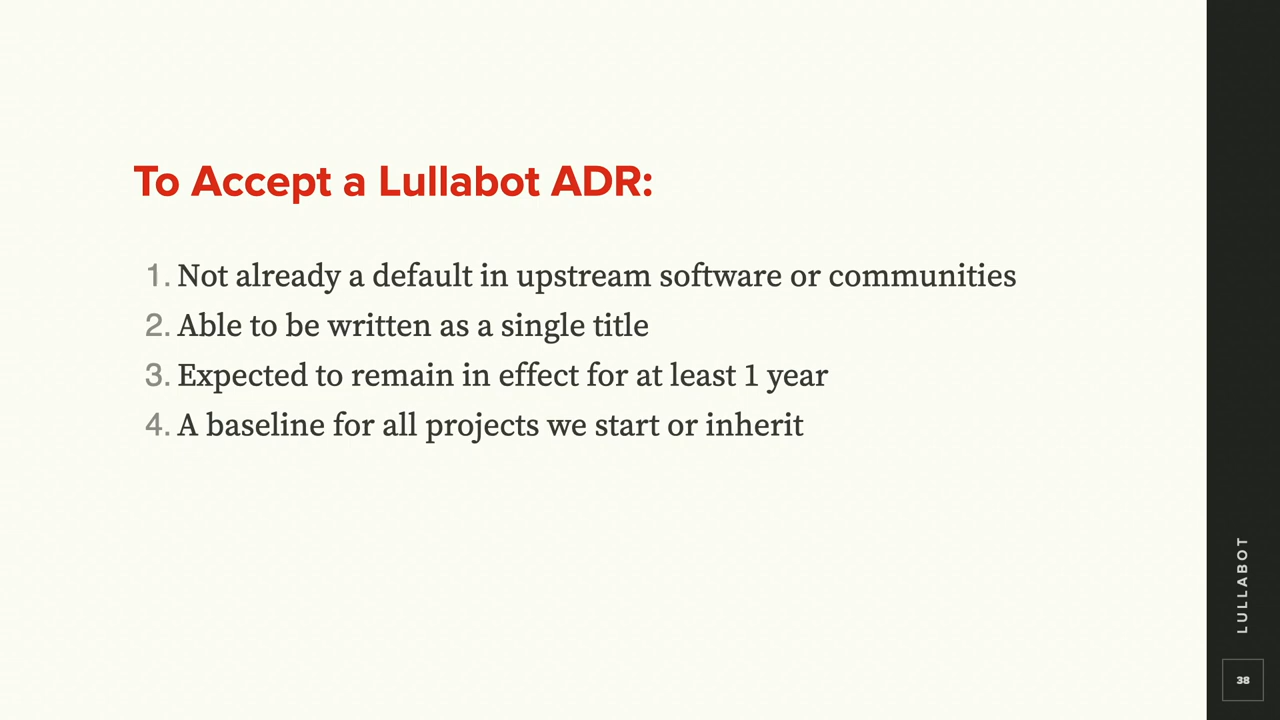 To Accept a Lullabot ADR:
1. Not already a default in upstream software or communities
2. Able to be written as a single title
3. Expected to remain in effect for at least 1 year
4. A baseline for all projects we start or inherit
LULLABOT
38